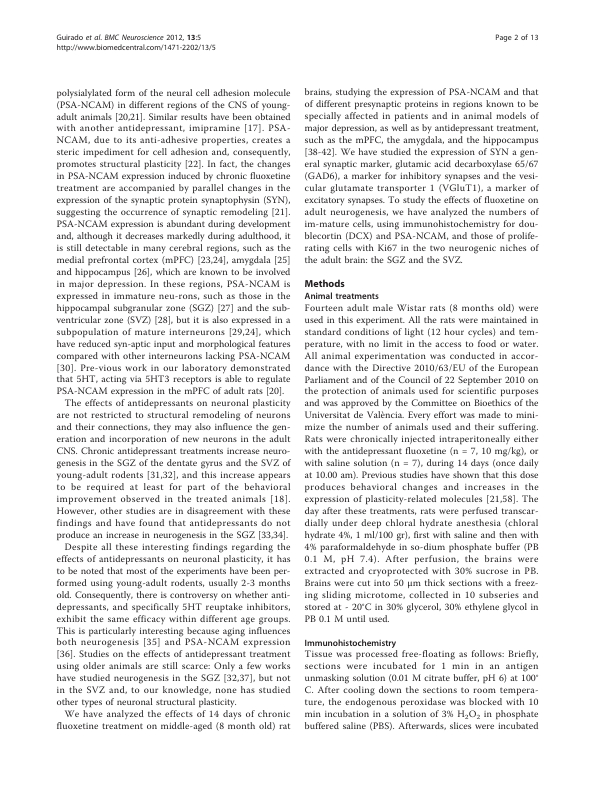 Guirado et al. BMC Neuroscience 2012, 13:5
http://www.biomedcentral.com/1471-2202/13/5
Page 2 of 13
polysialylated form of the neural cell adhesion molecule
(PSA-NCAM) in different regions of the CNS of young-
adult animals [20,21]. Similar results have been obtained
with another antidepressant, imipramine [17]. PSA-
NCAM, due to its anti-adhesive properties, creates a
steric impediment for cell adhesion and, consequently,
promotes structural plasticity [22]. In fact, the changes
in PSA-NCAM expression induced by chronic fluoxetine
treatment are accompanied by parallel changes in the
expression of the synaptic protein synaptophysin (SYN),
suggesting the occurrence of synaptic remodeling [21].
PSA-NCAM expression is abundant during development
and, although it decreases markedly during adulthood, it
is still detectable in many cerebral regions, such as the
medial prefrontal cortex (mPFC) [23,24], amygdala [25]
and hippocampus [26], which are known to be involved
in major depression. In these regions, PSA-NCAM is
expressed in immature neu-rons, such as those in the
hippocampal subgranular zone (SGZ) [27] and the sub-
ventricular zone (SVZ) [28], but it is also expressed in a
subpopulation of mature interneurons [29,24], which
have reduced syn-aptic input and morphological features
compared with other interneurons lacking PSA-NCAM
[30]. Pre-vious work in our laboratory demonstrated
that 5HT, acting via 5HT3 receptors is able to regulate
PSA-NCAM expression in the mPFC of adult rats [20].
The effects of antidepressants on neuronal plasticity
are not restricted to structural remodeling of neurons
and their connections, they may also influence the gen-
eration and incorporation of new neurons in the adult
CNS. Chronic antidepressant treatments increase neuro-
genesis in the SGZ of the dentate gyrus and the SVZ of
young-adult rodents [31,32], and this increase appears
to be required at least for part of the behavioral
improvement observed in the treated animals [18].
However, other studies are in disagreement with these
findings and have found that antidepressants do not
produce an increase in neurogenesis in the SGZ [33,34].
Despite all these interesting findings regarding the
effects of antidepressants on neuronal plasticity, it has
to be noted that most of the experiments have been per-
formed using young-adult rodents, usually 2-3 months
old. Consequently, there is controversy on whether anti-
depressants, and specifically 5HT reuptake inhibitors,
exhibit the same efficacy within different age groups.
This is particularly interesting because aging influences
both neurogenesis [35] and PSA-NCAM expression
[36]. Studies on the effects of antidepressant treatment
using older animals are still scarce: Only a few works
have studied neurogenesis in the SGZ [32,37], but not
in the SVZ and, to our knowledge, none has studied
other types of neuronal structural plasticity.
We have analyzed the effects of 14 days of chronic
fluoxetine treatment on middle-aged (8 month old) rat
brains, studying the expression of PSA-NCAM and that
of different presynaptic proteins in regions known to be
specially affected in patients and in animal models of
major depression, as well as by antidepressant treatment,
such as the mPFC, the amygdala, and the hippocampus
[38-42]. We have studied the expression of SYN a gen-
eral synaptic marker, glutamic acid decarboxylase 65/67
(GAD6), a marker for inhibitory synapses and the vesi-
cular glutamate transporter 1 (VGluT1), a marker of
excitatory synapses. To study the effects of fluoxetine on
adult neurogenesis, we have analyzed the numbers of
im-mature cells, using immunohistochemistry for dou-
blecortin (DCX) and PSA-NCAM, and those of prolife-
rating cells with Ki67 in the two neurogenic niches of
the adult brain: the SGZ and the SVZ.
Methods
Animal treatments
Fourteen adult male Wistar rats (8 months old) were
used in this experiment. All the rats were maintained in
standard conditions of light (12 hour cycles) and tem-
perature, with no limit in the access to food or water.
All animal experimentation was conducted in accor-
dance with the Directive 2010/63/EU of the European
Parliament and of the Council of 22 September 2010 on
the protection of animals used for scientific purposes
and was approved by the Committee on Bioethics of the
Universitat de València. Every effort was made to mini-
mize the number of animals used and their suffering.
Rats were chronically injected intraperitoneally either
with the antidepressant fluoxetine (n = 7, 10 mg/kg), or
with saline solution (n = 7), during 14 days (once daily
at 10.00 am). Previous studies have shown that this dose
produces behavioral changes and increases in the
expression of plasticity-related molecules [21,58]. The
day after these treatments, rats were perfused transcar-
dially under deep chloral hydrate anesthesia (chloral
hydrate 4%, 1 ml/100 gr), first with saline and then with
4% paraformaldehyde in so-dium phosphate buffer (PB
0.1 M, pH 7.4). After perfusion, the brains were
extracted and cryoprotected with 30% sucrose in PB.
Brains were cut into 50 μm thick sections with a freez-
ing sliding microtome, collected in 10 subseries and
stored at - 20°C in 30% glycerol, 30% ethylene glycol in
PB 0.1 M until used.
Immunohistochemistry
Tissue was processed free-floating as follows: Briefly,
sections were incubated for 1 min in an antigen
unmasking solution (0.01 M citrate buffer, pH 6) at 100°
C. After cooling down the sections to room tempera-
ture, the endogenous peroxidase was blocked with 10
min incubation in a solution of 3% H₂O₂ in phosphate
buffered saline (PBS). Afterwards, slices were incubated